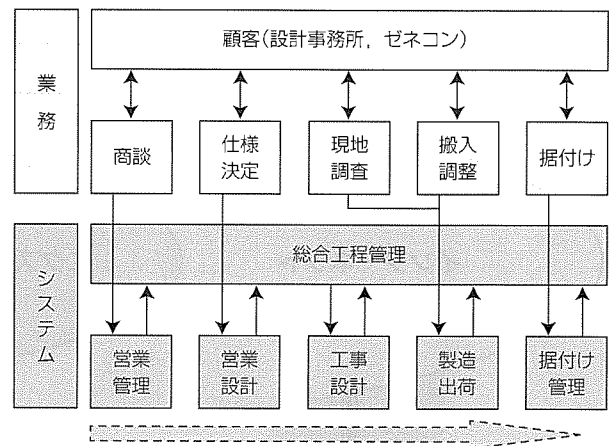 顧客(設計事務所，ゼネコン)
業務
商談
仕様
決定
現地
調査
搬入
調整
据付け
システム
総合工程管理
営業
管理
営業
設計
工事
設計
製造
出荷
据付け
管理